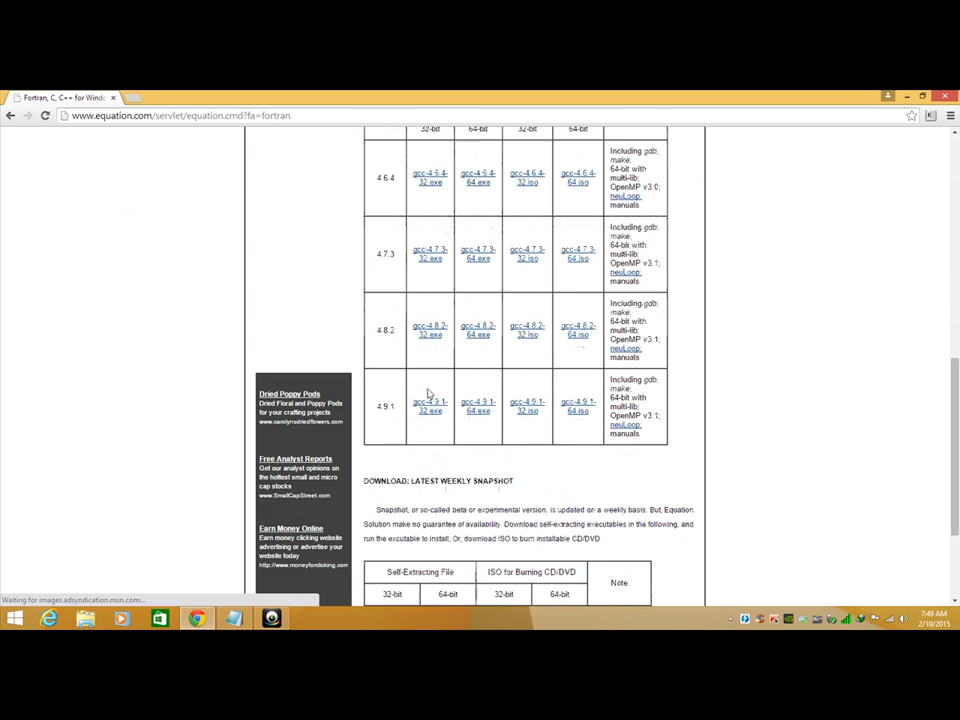 Fortran, C, C++ for Windo
www.equation.com/servlet/equation.cmd?fa=fortran
32-bit 64-bit 32-bit 64-bit
4.6.4 gcc-4.6.4-32.exe gcc-4.6.4-64.exe gcc-4.6.4-32.iso gcc-4.6.4-64.iso
Including gdb;
make;
64-bit with
multi-lib;
OpenMP v3.0;
neuLoop;
manuals
4.7.3 gcc-4.7.3-32.exe gcc-4.7.3-64.exe gcc-4.7.3-32.iso gcc-4.7.3-64.iso
Including gdb;
make;
64-bit with
multi-lib;
OpenMP v3.1;
neuLoop;
manuals
4.8.2 gcc-4.8.2-32.exe gcc-4.8.2-64.exe gcc-4.8.2-32.iso gcc-4.8.2-64.iso
Including gdb;
make;
64-bit with
multi-lib;
OpenMP v3.1;
neuLoop;
manuals
4.9.1 gcc-4.9.1-32.exe gcc-4.9.1-64.exe gcc-4.9.1-32.iso gcc-4.9.1-64.iso
Including gdb;
make;
64-bit with
multi-lib;
OpenMP v3.1;
neuLoop;
manuals
Dried Poppy Pods
Dried Floral and Poppy Pods
for your crafting projects
www.carolynsdriedflowers.com
Free Analyst Reports
Get our analyst opinions on
the hottest small and micro
cap stocks
www.SmallCapStreet.com
Earn Money Online
Earn money clicking website
advertising or advertise your
website today
http://www.moneyforclicking.com
DOWNLOAD: LATEST WEEKLY SNAPSHOT
Snapshot, or so-called beta or experimental version, is updated on a weekly basis. But, Equation
Solution make no guarantee of availability. Download self-extracting executables in the following, and
run the excutable to install; Or, download ISO to burn installable CD/DVD.
Self-Extracting File ISO for Burning CD/DVD Note
32-bit 64-bit 32-bit 64-bit
Waiting for images.adsyndication.msn.com...
7:49 AM
2/10/2015